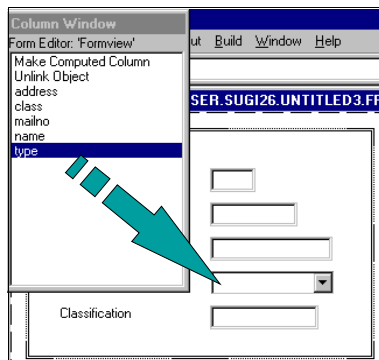 Column Window
Form Editor: 'Formview'
ut Build Window Help
Make Computed Column
Unlink Object
address
class
mailno
name
type
SER.SUGI26.UNTITLED3.FR
Classification